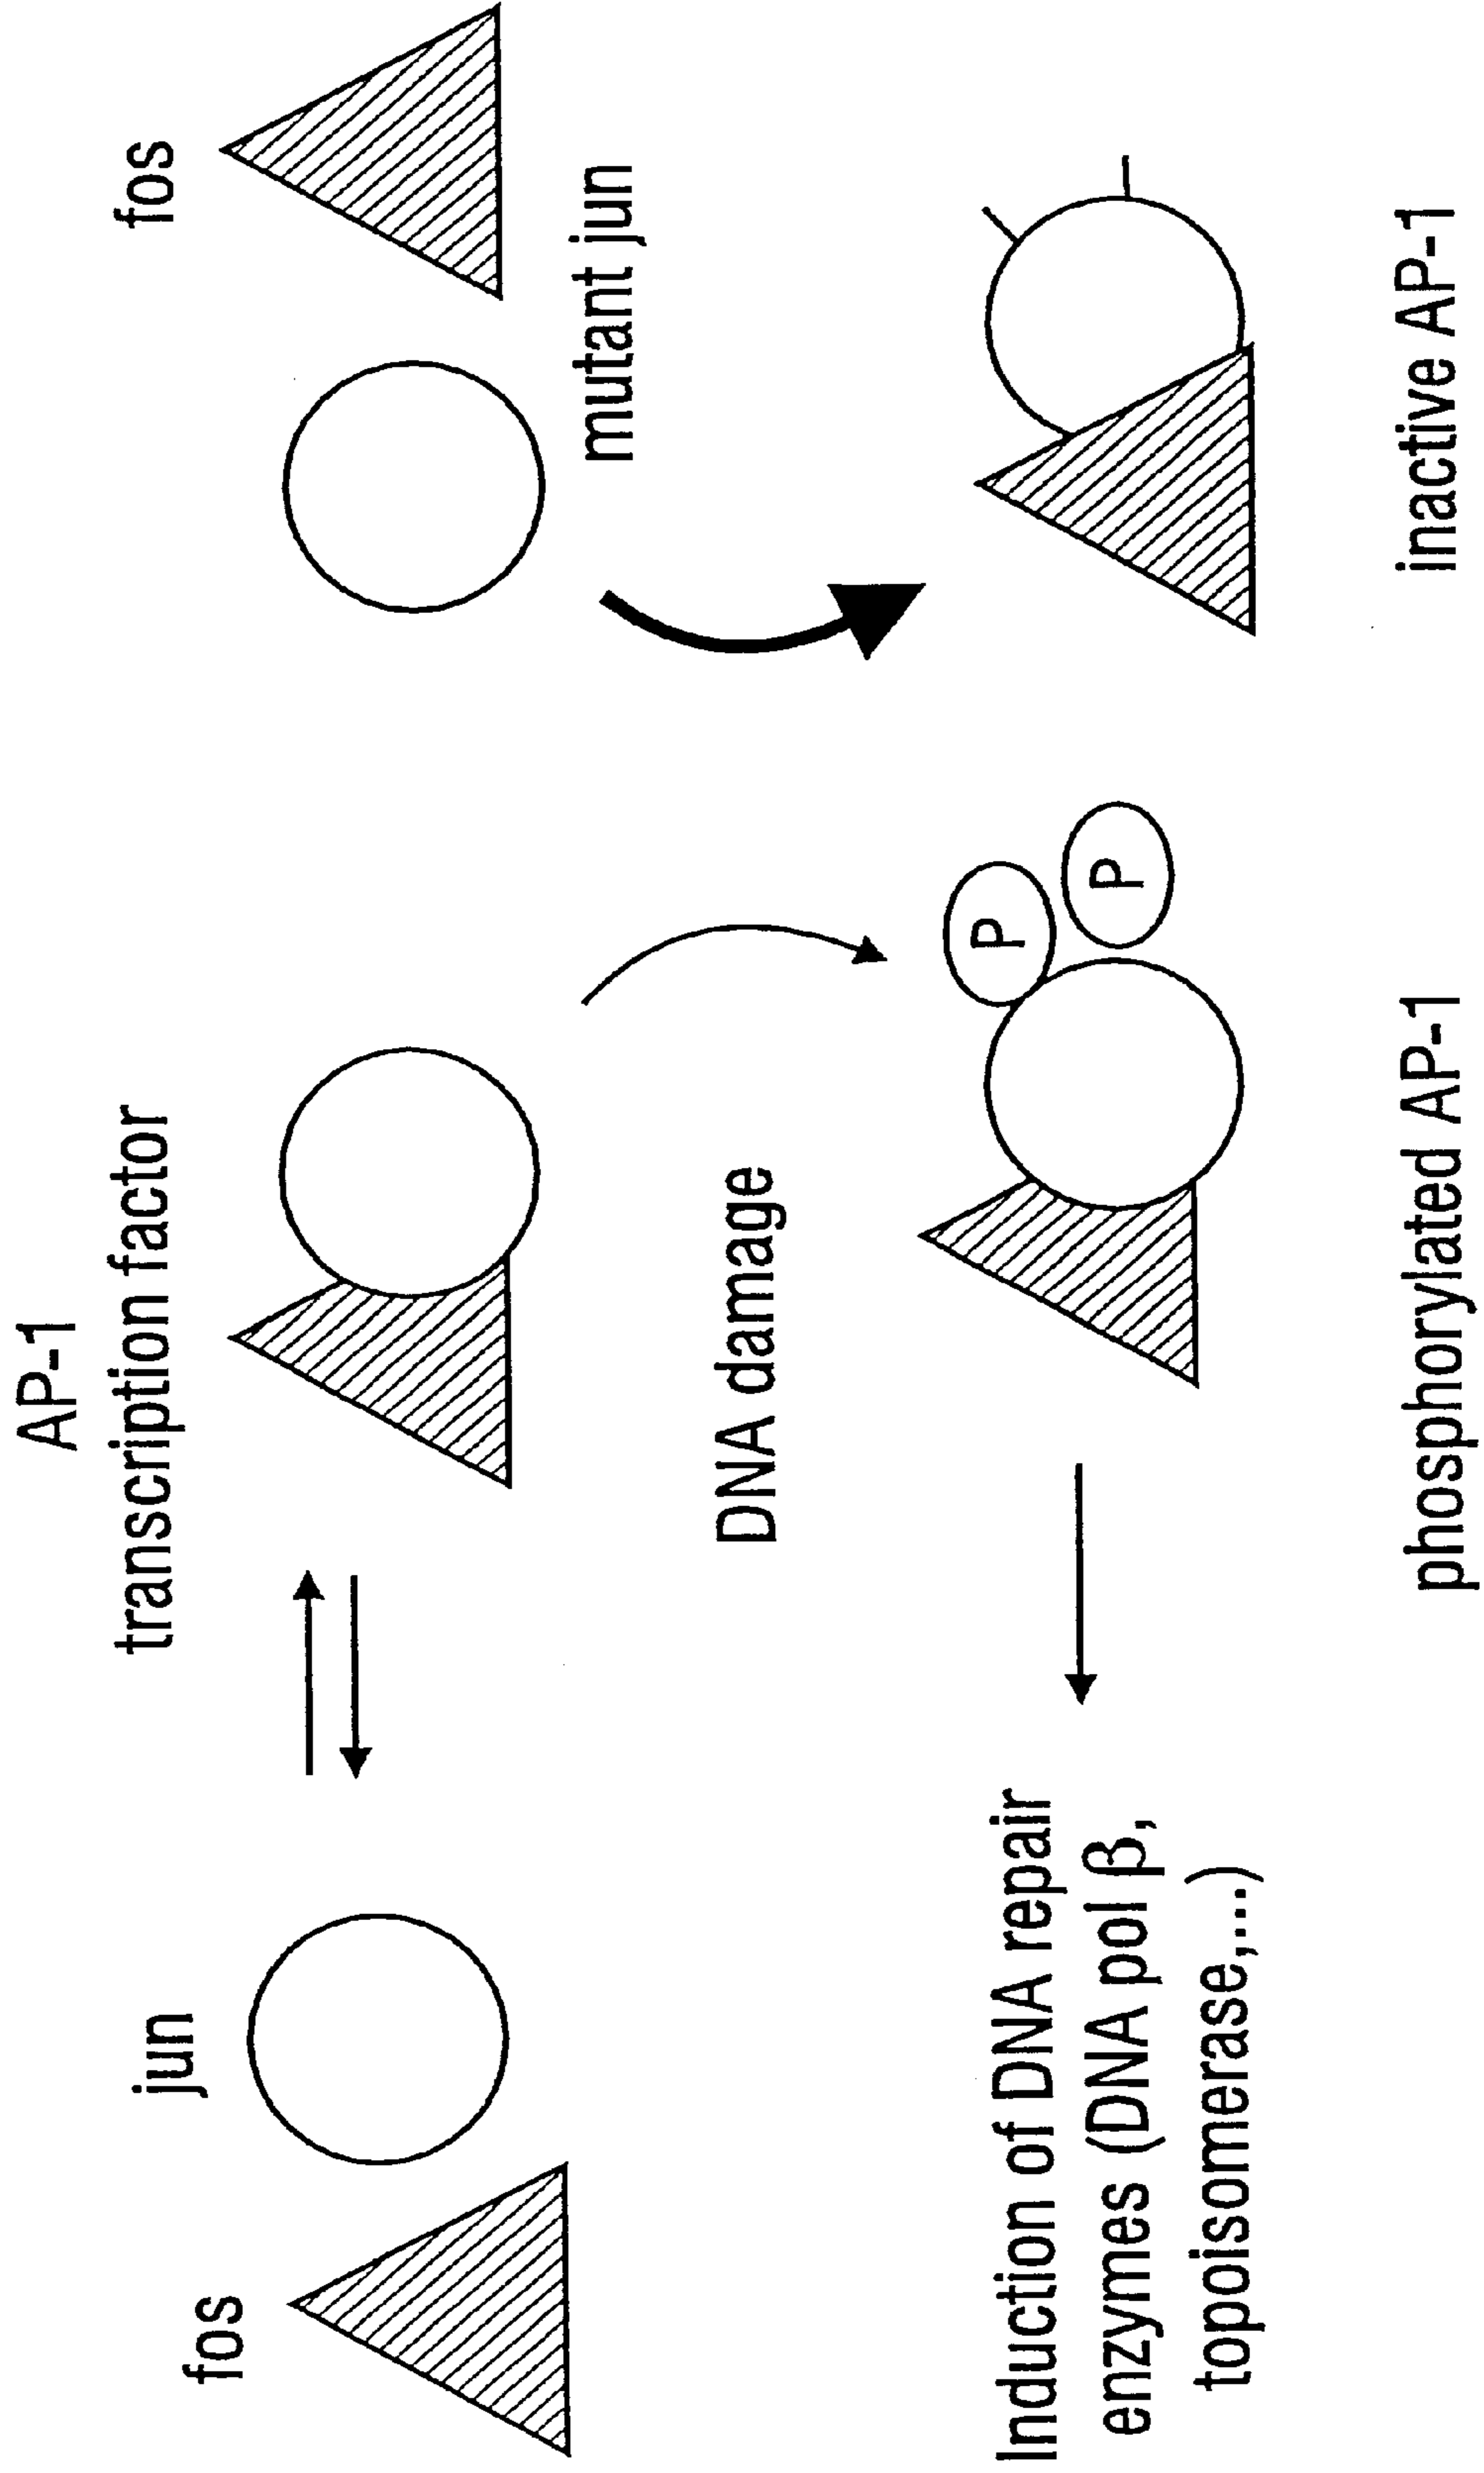 AP-1
transcription factor
fos
jun
fos
mutant jun
DNA damage
P
P
Induction of DNA repair
enzymes (DNA pol β,
topoisomerase,...)
phosphorylated AP-1
inactive AP-1